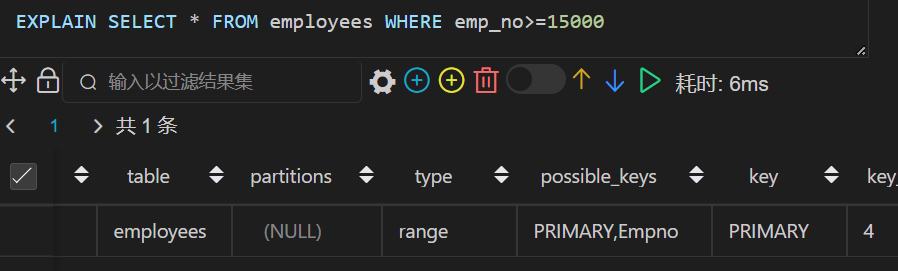 EXPLAIN SELECT * FROM employees WHERE emp_no>=15000
输入以过滤结果集 耗时: 6ms
1 共 1 条
table partitions type possible_keys key key_
employees (NULL) range PRIMARY,Empno PRIMARY 4